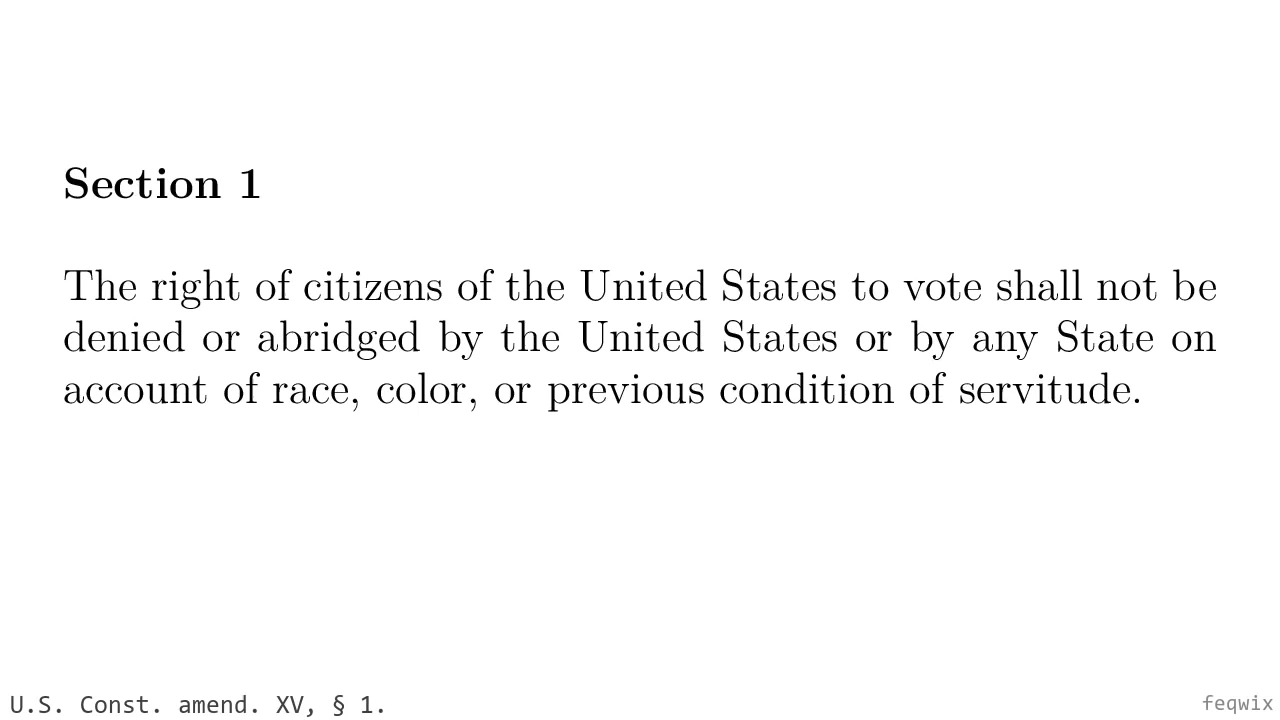 Section 1
The right of citizens of the United States to vote shall not be
denied or abridged by the United States or by any State on
account of race, color, or previous condition of servitude.
U.S. Const. amend. XV, § 1.
feqwix